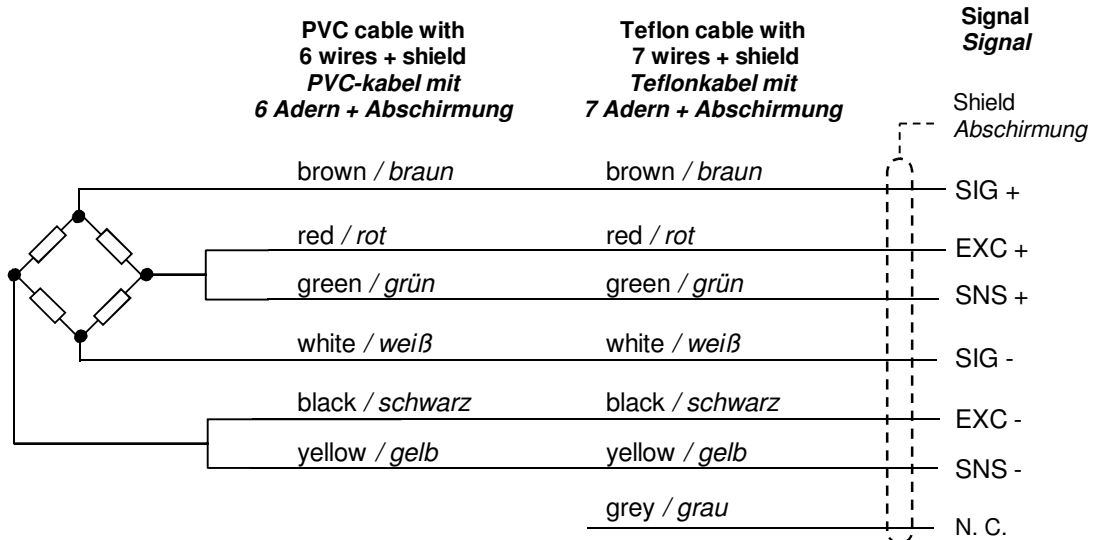 PVC cable with
6 wires + shield
PVC-kabel mit
6 Adern + Abschirmung
Teflon cable with
7 wires + shield
Teflonkabel mit
7 Adern + Abschirmung
Signal
Signal
Shield
Abschirmung
brown / braun
brown / braun
SIG +
red / rot
red / rot
EXC +
green / grün
green / grün
SNS +
white / weiß
white / weiß
SIG -
black / schwarz
black / schwarz
EXC -
yellow / gelb
yellow / gelb
SNS -
grey / grau
N. C.